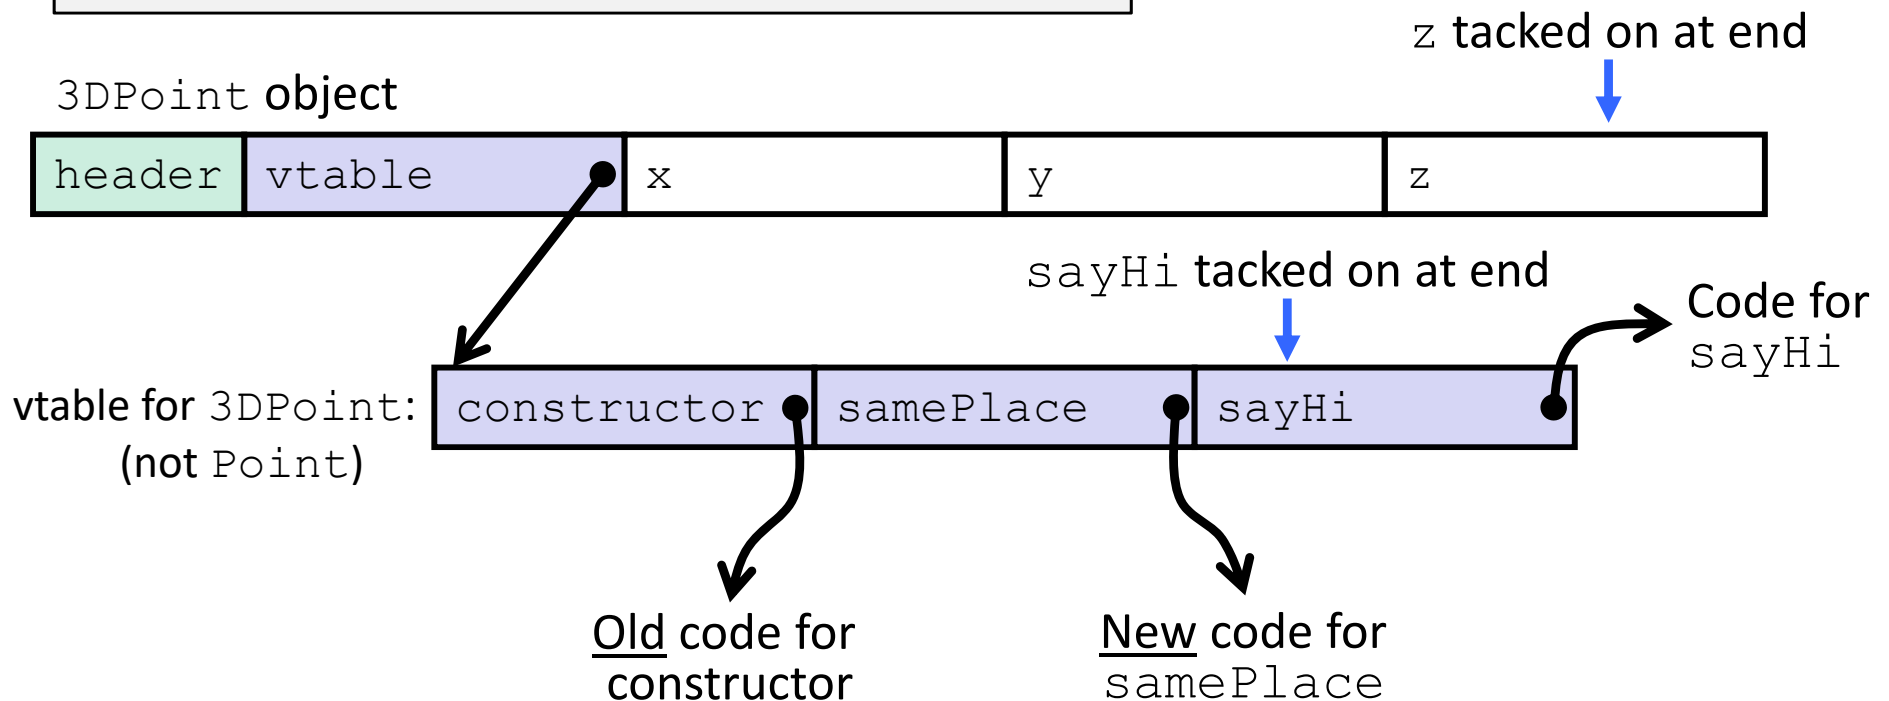 z tacked on at end
3DPoint object
header vtable x y z
sayHi tacked on at end
Code for
sayHi
vtable for 3DPoint:
(not Point)
constructor samePlace sayHi
Old code for
constructor
New code for
samePlace